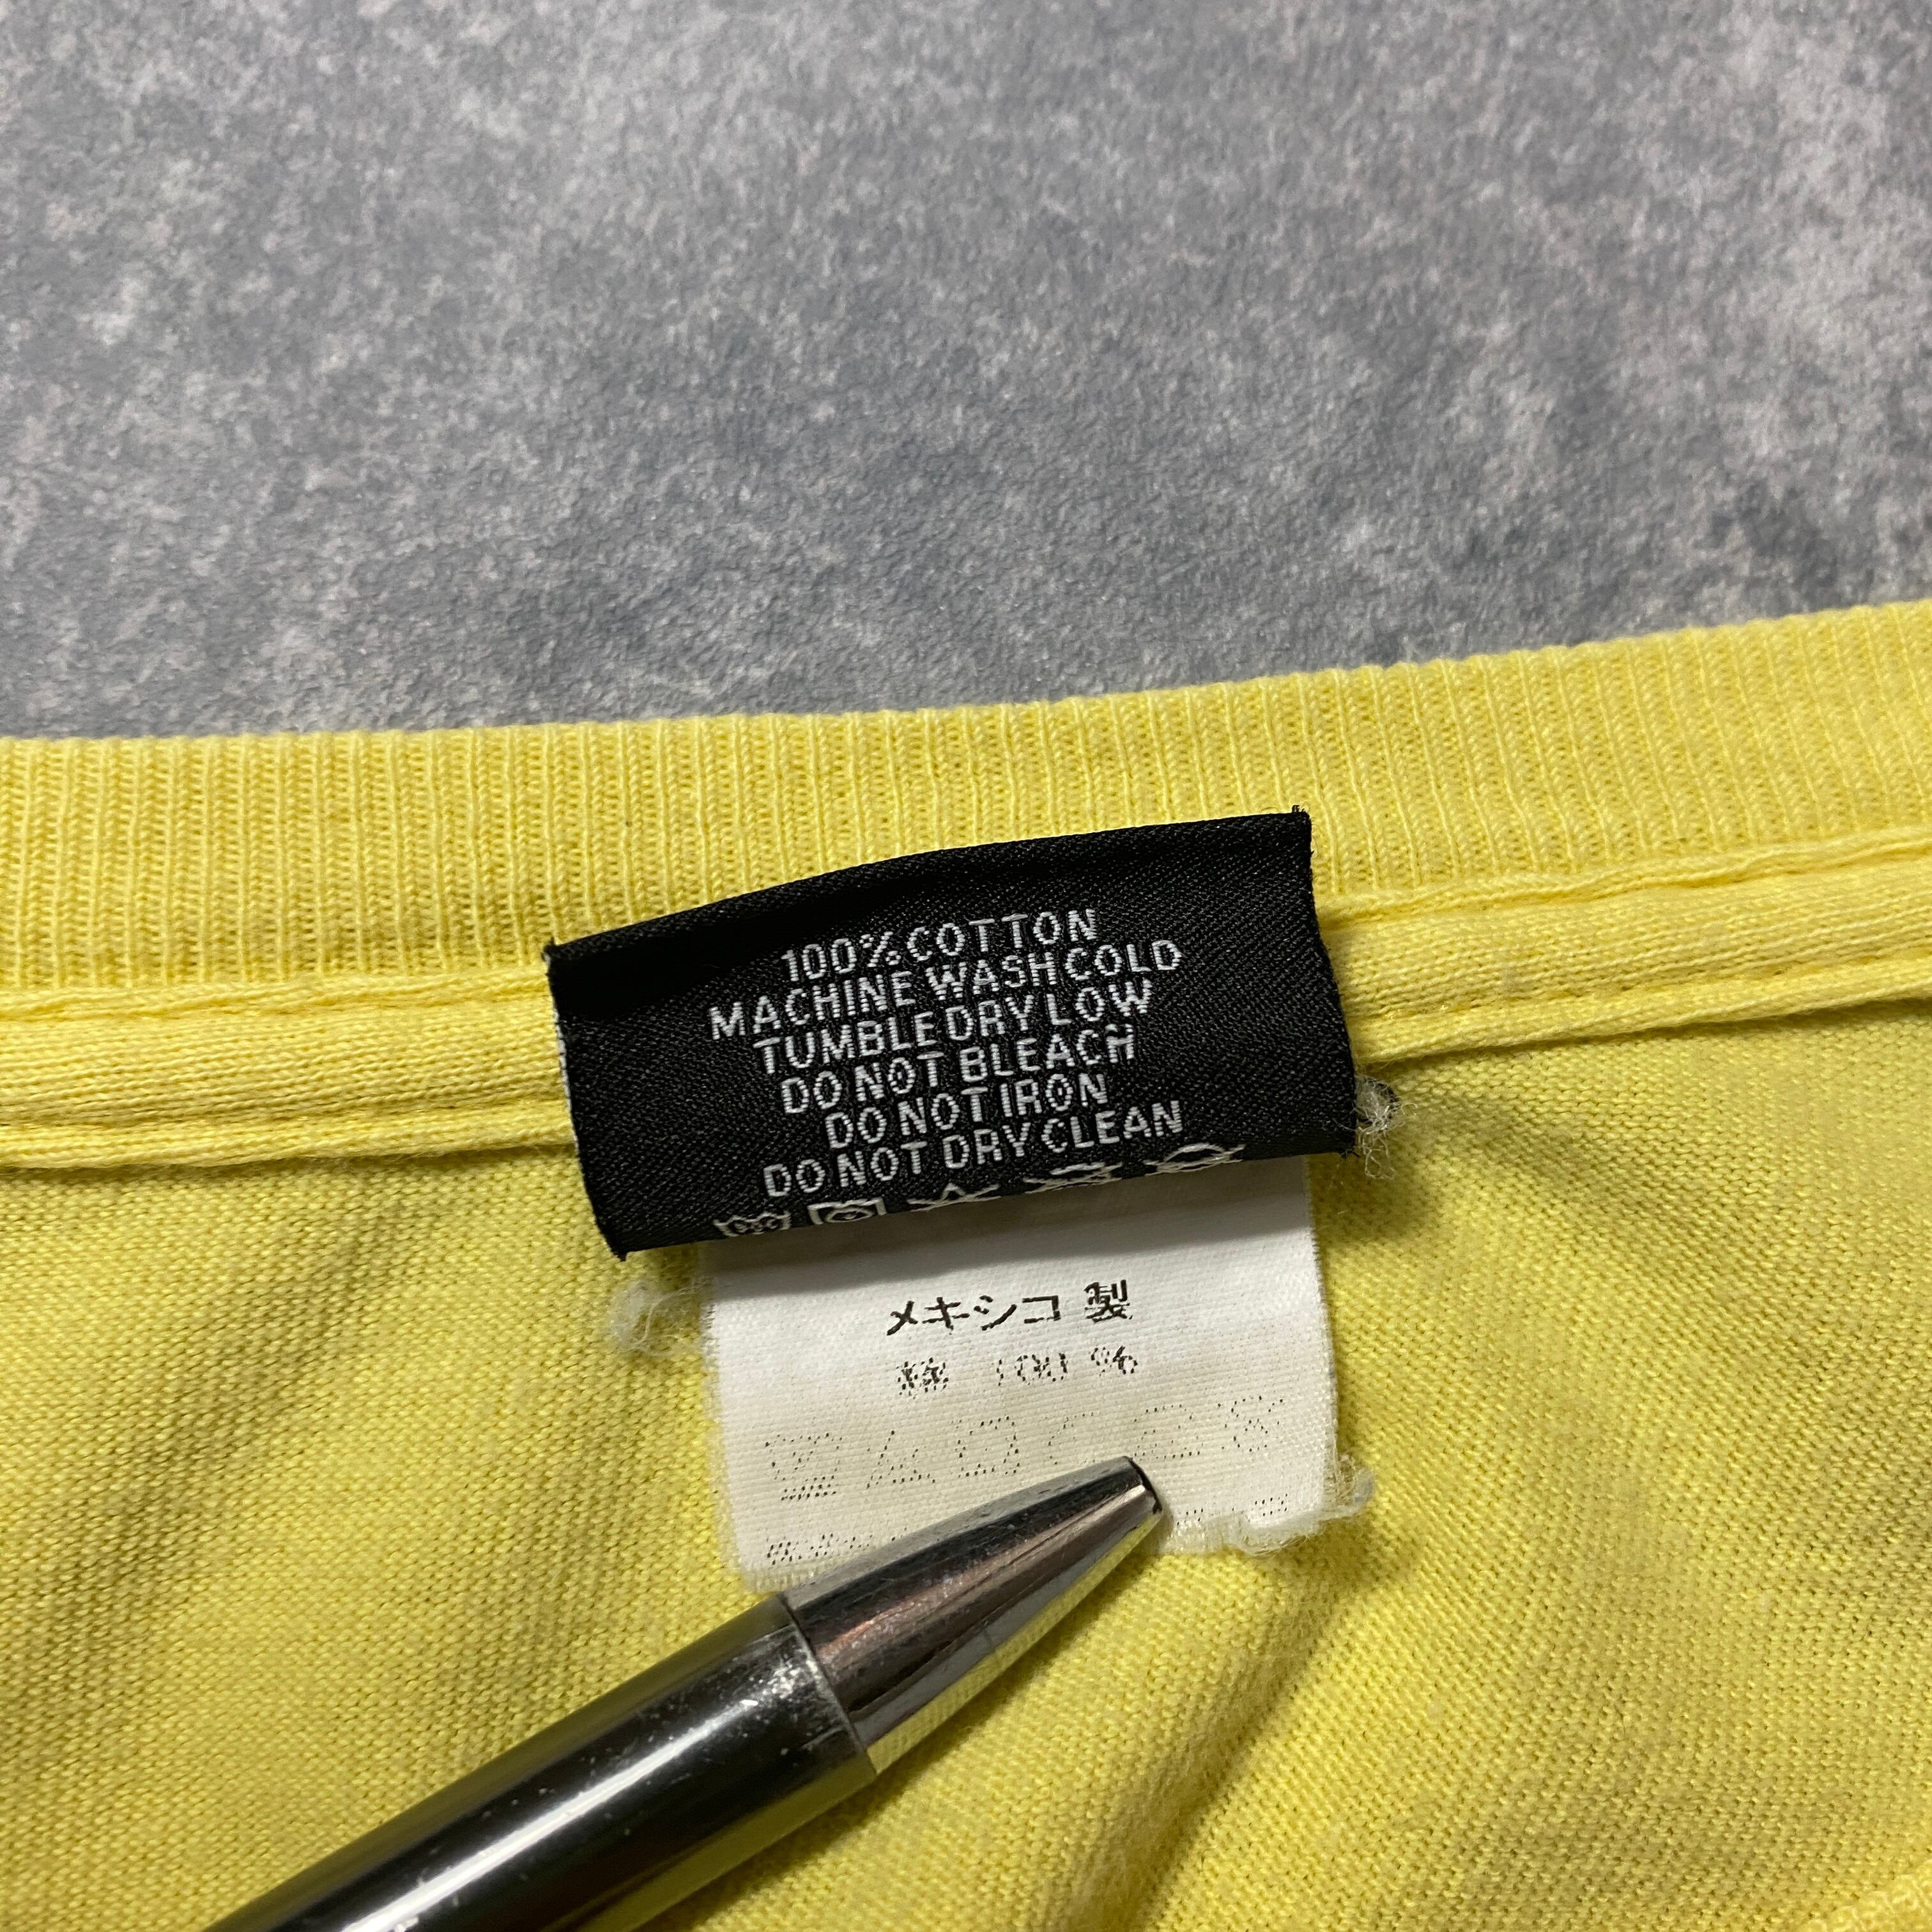 100% COTTON
MACHINE WASH COLD
TUMBLE DRY LOW
DO NOT BLEACH
DO NOT IRON
DO NOT DRY CLEAN
メキシコ 製
綿 100 %